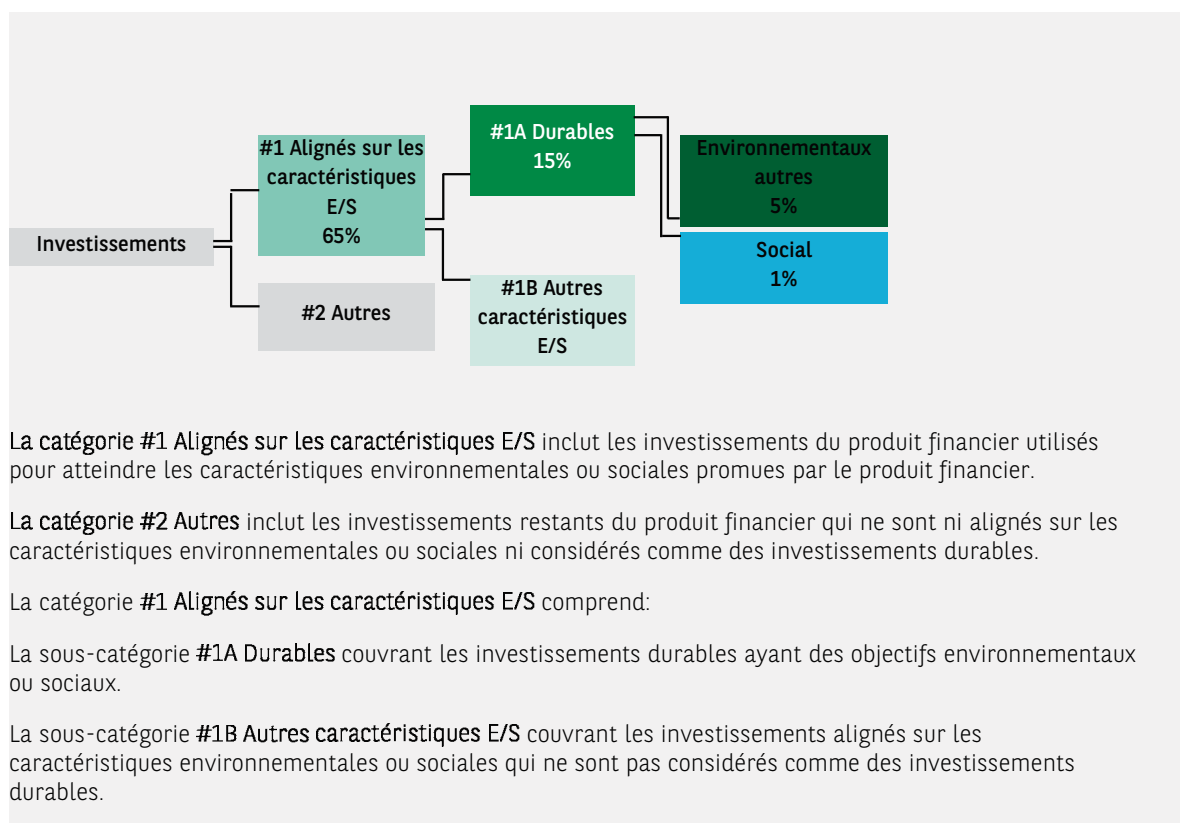 Investissements
#1 Alignés sur les
caractéristiques
E/S
65%
#2 Autres
#1A Durables
15%
#1B Autres
caractéristiques
E/S
Environnementaux
autres
5%
Social
1%
La catégorie #1 Alignés sur les caractéristiques E/S inclut les investissements du produit financier utilisés
pour atteindre les caractéristiques environnementales ou sociales promues par le produit financier.
La catégorie #2 Autres inclut les investissements restants du produit financier qui ne sont ni alignés sur les
caractéristiques environnementales ou sociales ni considérés comme des investissements durables.
La catégorie #1 Alignés sur les caractéristiques E/S comprend:
La sous-catégorie #1A Durables couvrant les investissements durables ayant des objectifs environnementaux
ou sociaux.
La sous-catégorie #1B Autres caractéristiques E/S couvrant les investissements alignés sur les
caractéristiques environnementales ou sociales qui ne sont pas considérés comme des investissements
durables.